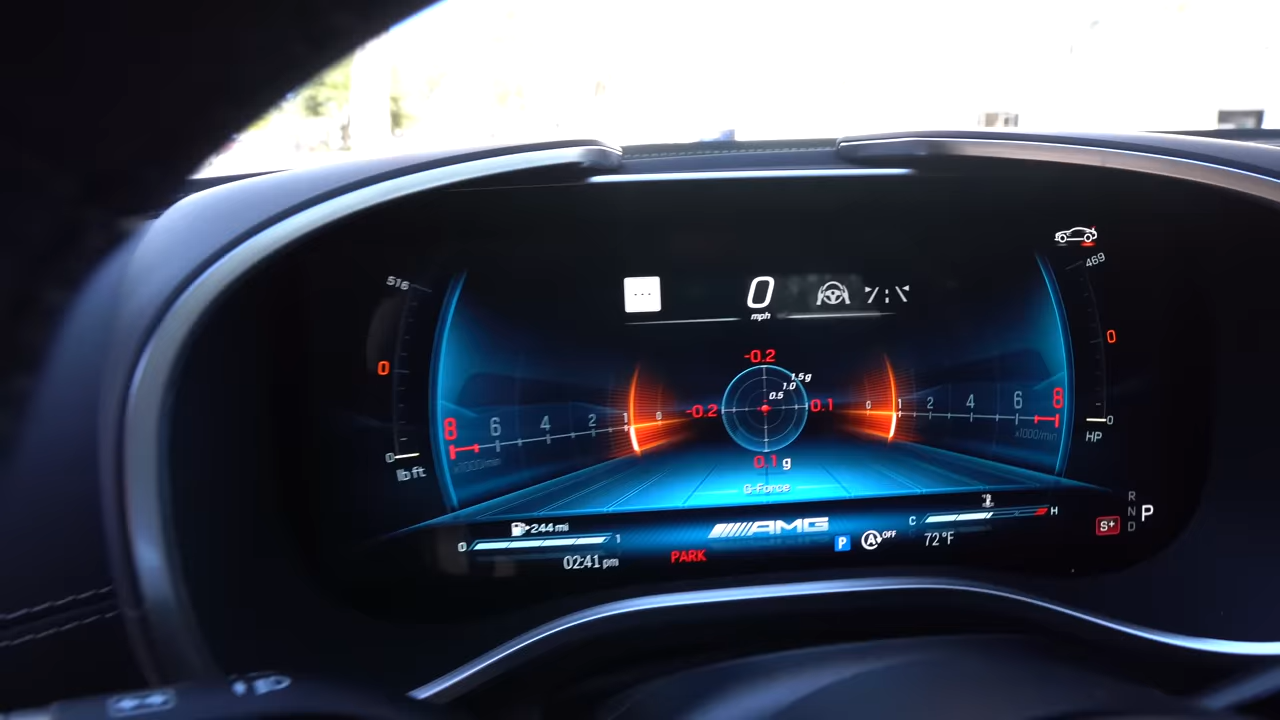 469
516
0
mph
0
0
-0.2
1.5g
1.0
0.5
8 6 4 2 1 0
-0.2
0.1
0 1 2 4 6 8
x1000/min
x1000/min
0
lb ft
0
HP
0.1 g
G-Force
244 mi
0 1
AMG
C H
R
N
D
P
S+
02:41 pm
PARK
P
A OFF
72°F